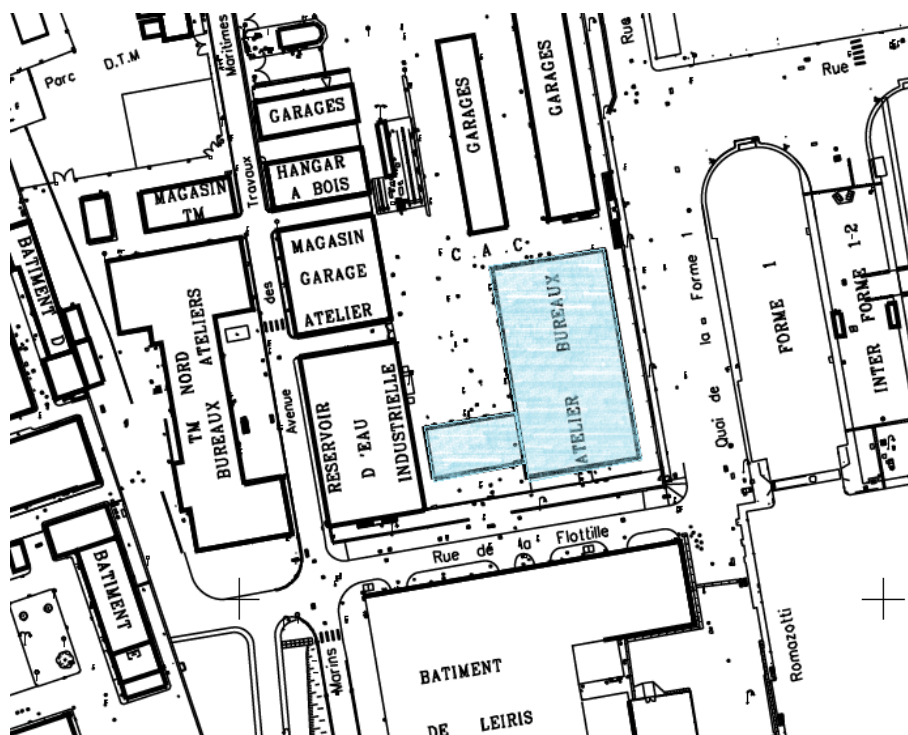 Parc D.T.M
Maritimes
Travaux
des
Avenue
GARAGES
HANGAR
A BOIS
MAGASIN
TM
MAGASIN
GARAGE
ATELIER
GARAGES
GARAGES
Rue
Rue
C A C
BATIMENT D
TM NORD
BUREAUX
ATELIERS
RESERVOIR
D 'EAU
INDUSTRIELLE
ATELIER BUREAUX
Quai de la Forme 1
FORME 1
INTER FORME 1-2
Rue de la Flottille
BATIMENT E
Marins
BATIMENT
DE LEIRIS
Romazotti